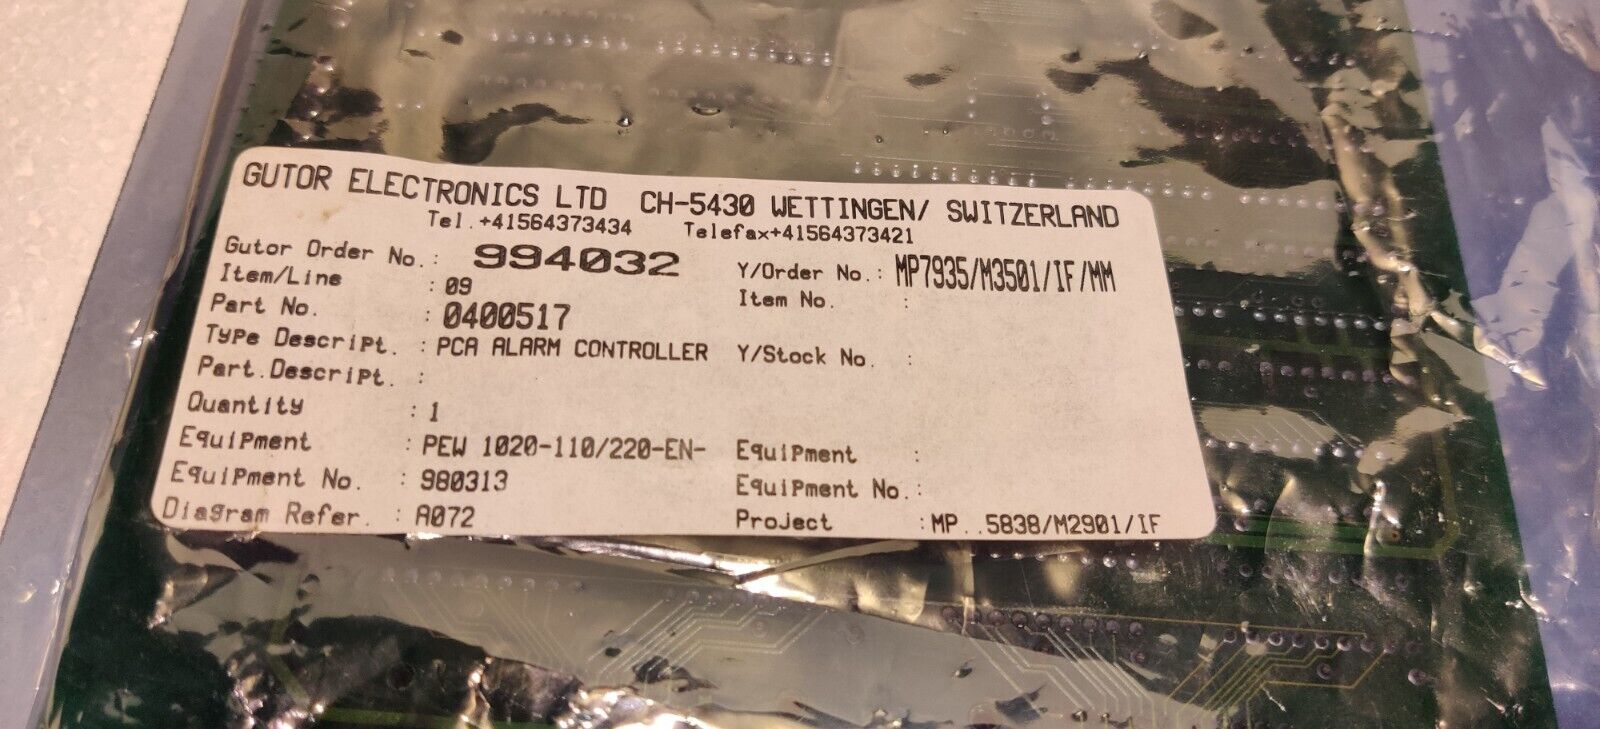 GUTOR ELECTRONICS LTD CH-5430 WETTINGEN/ SWITZERLAND
Tel.+41564373434 Telefax+41564373421
Gutor Order No.: 994032 Y/Order No.: MP7935/M3501/IF/MM
Item/Line : 09 Item No. :
Part No. : 0400517
Type Descript. : PCA ALARM CONTROLLER Y/Stock No. :
Part.Descript. :
Quantity : 1
Equipment : PEW 1020-110/220-EN- Equipment :
Equipment No. : 980313 Equipment No.:
Diagram Refer. : A072 Project :MP..5838/M2901/IF